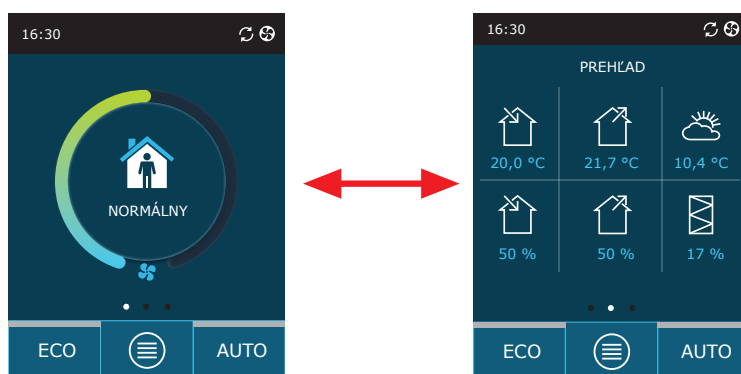 16:30
NORMÁLNY
ECO
AUTO
16:30
PREHĽAD
20,0 °C 21,7 °C 10,4 °C
50 % 50 % 17 %
ECO
AUTO